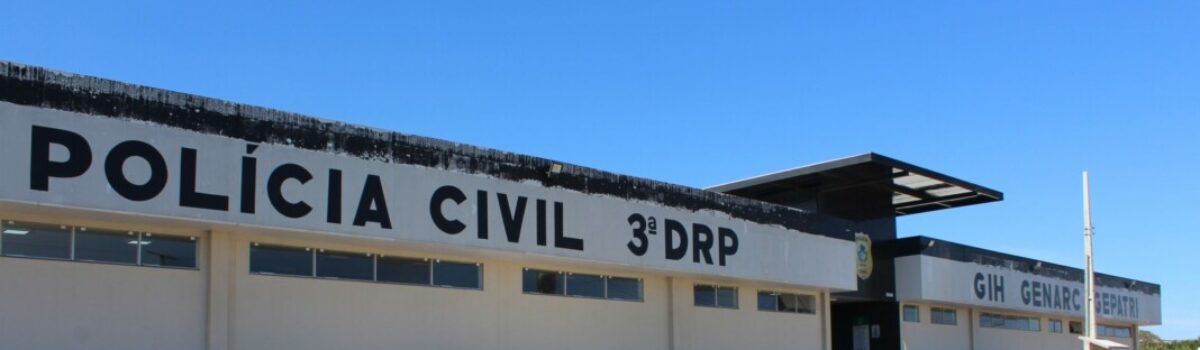 POLÍCIA CIVIL 3ª DRP
GIH GENARC GEPATRI